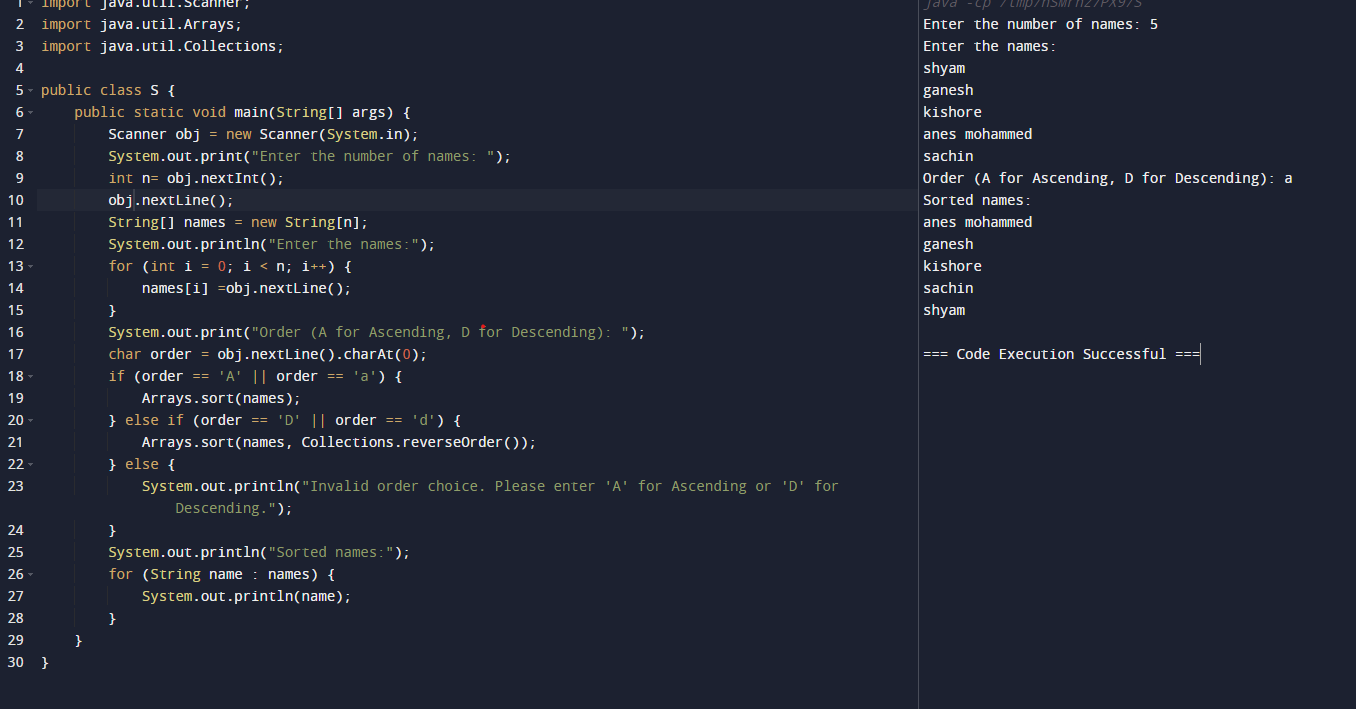 1 import java.util.Scanner;
2 import java.util.Arrays;
3 import java.util.Collections;
4
5 public class S {
6     public static void main(String[] args) {
7         Scanner obj = new Scanner(System.in);
8         System.out.print("Enter the number of names: ");
9         int n= obj.nextInt();
10         obj.nextLine();
11         String[] names = new String[n];
12         System.out.println("Enter the names:");
13         for (int i = 0; i < n; i++) {
14             names[i] =obj.nextLine();
15         }
16         System.out.print("Order (A for Ascending, D for Descending): ");
17         char order = obj.nextLine().charAt(0);
18         if (order == 'A' || order == 'a') {
19             Arrays.sort(names);
20         } else if (order == 'D' || order == 'd') {
21             Arrays.sort(names, Collections.reverseOrder());
22         } else {
23             System.out.println("Invalid order choice. Please enter 'A' for Ascending or 'D' for
                Descending.");
24         }
25         System.out.println("Sorted names:");
26         for (String name : names) {
27             System.out.println(name);
28         }
29     }
30 }
java -cp
Enter the number of names: 5
Enter the names:
shyam
ganesh
kishore
anes mohammed
sachin
Order (A for Ascending, D for Descending): a
Sorted names:
anes mohammed
ganesh
kishore
sachin
shyam
=== Code Execution Successful ===